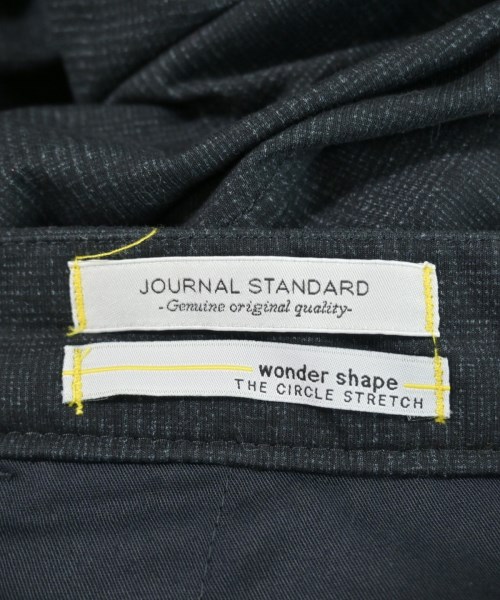 JOURNAL STANDARD
-Genuine original quality-
wonder shape
THE CIRCLE STRETCH